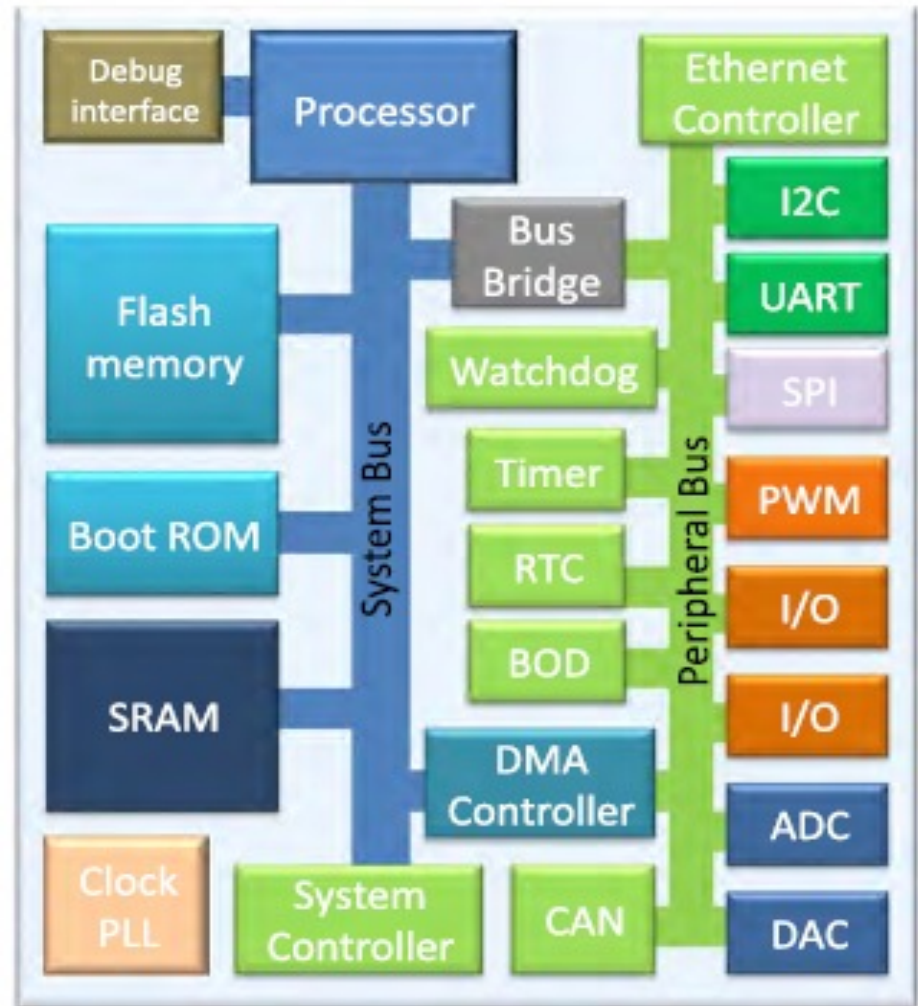 Debug
interface
Processor
Ethernet
Controller
I2C
Bus
Bridge
Flash
memory
UART
Watchdog
SPI
System Bus
Peripheral Bus
Timer
PWM
Boot ROM
RTC
I/O
BOD
SRAM
I/O
DMA
Controller
ADC
Clock
PLL
System
Controller
CAN
DAC